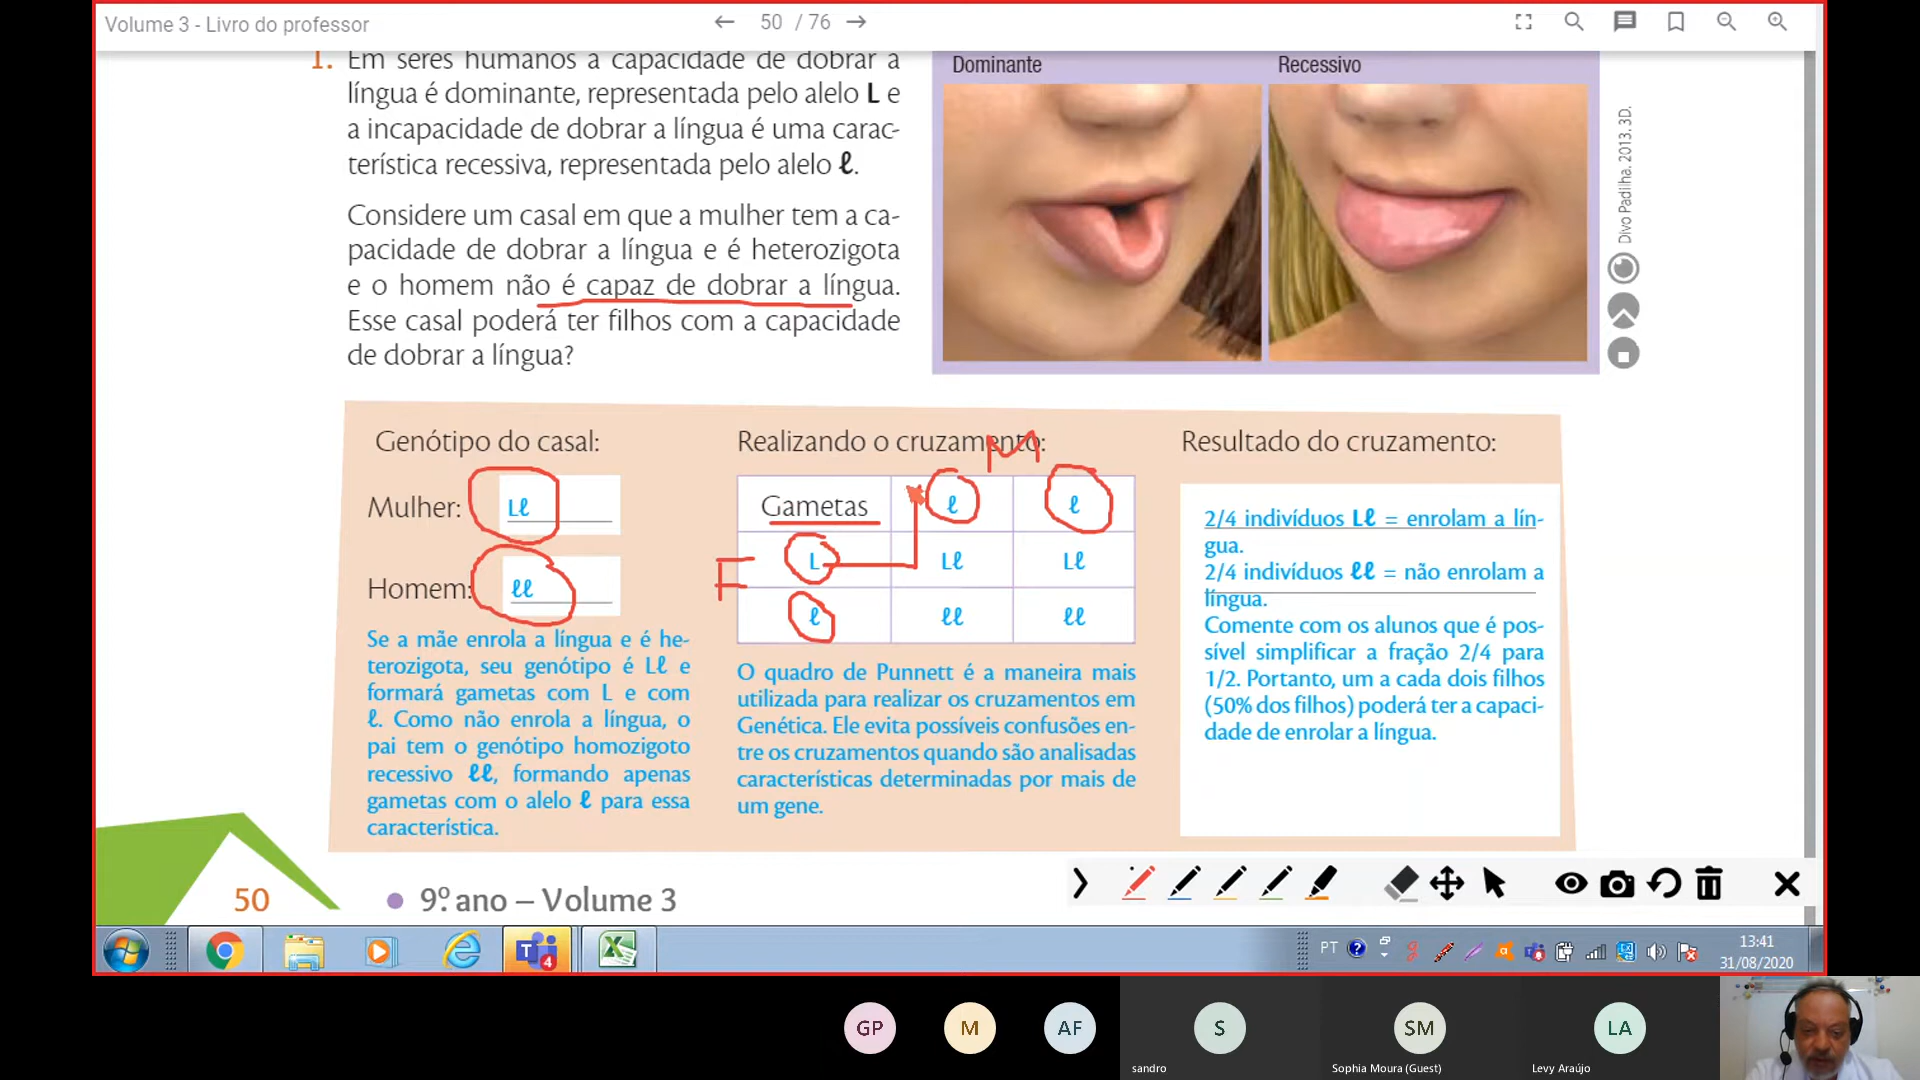 Volume 3 - Livro do professor
50 / 76
1. Em seres humanos a capacidade de dobrar a
língua é dominante, representada pelo alelo L e
a incapacidade de dobrar a língua é uma carac-
terística recessiva, representada pelo alelo ℓ.
Considere um casal em que a mulher tem a ca-
pacidade de dobrar a língua e é heterozigota
e o homem não é capaz de dobrar a língua.
Esse casal poderá ter filhos com a capacidade
de dobrar a língua?
Dominante
Recessivo
Divo Padilha. 2013. 3D.
Genótipo do casal:
Mulher: Lℓ
Homem: ℓℓ
Se a mãe enrola a língua e é he-
terozigota, seu genótipo é Lℓ e
formará gametas com L e com
ℓ. Como não enrola a língua, o
pai tem o genótipo homozigoto
recessivo ℓℓ, formando apenas
gametas com o alelo ℓ para essa
característica.
Realizando o cruzamento:
M
Gametas ℓ ℓ
F L Lℓ Lℓ
ℓ ℓℓ ℓℓ
O quadro de Punnett é a maneira mais
utilizada para realizar os cruzamentos em
Genética. Ele evita possíveis confusões en-
tre os cruzamentos quando são analisadas
características determinadas por mais de
um gene.
Resultado do cruzamento:
2/4 indivíduos Lℓ = enrolam a lín-
gua.
2/4 indivíduos ℓℓ = não enrolam a
língua.
Comente com os alunos que é pos-
sível simplificar a fração 2/4 para
1/2. Portanto, um a cada dois filhos
(50% dos filhos) poderá ter a capaci-
dade de enrolar a língua.
50
9º ano – Volume 3
4
PT
13:41
31/08/2020
GP
M
AF
S
SM
LA
sandro
Sophia Moura (Guest)
Levy Araújo